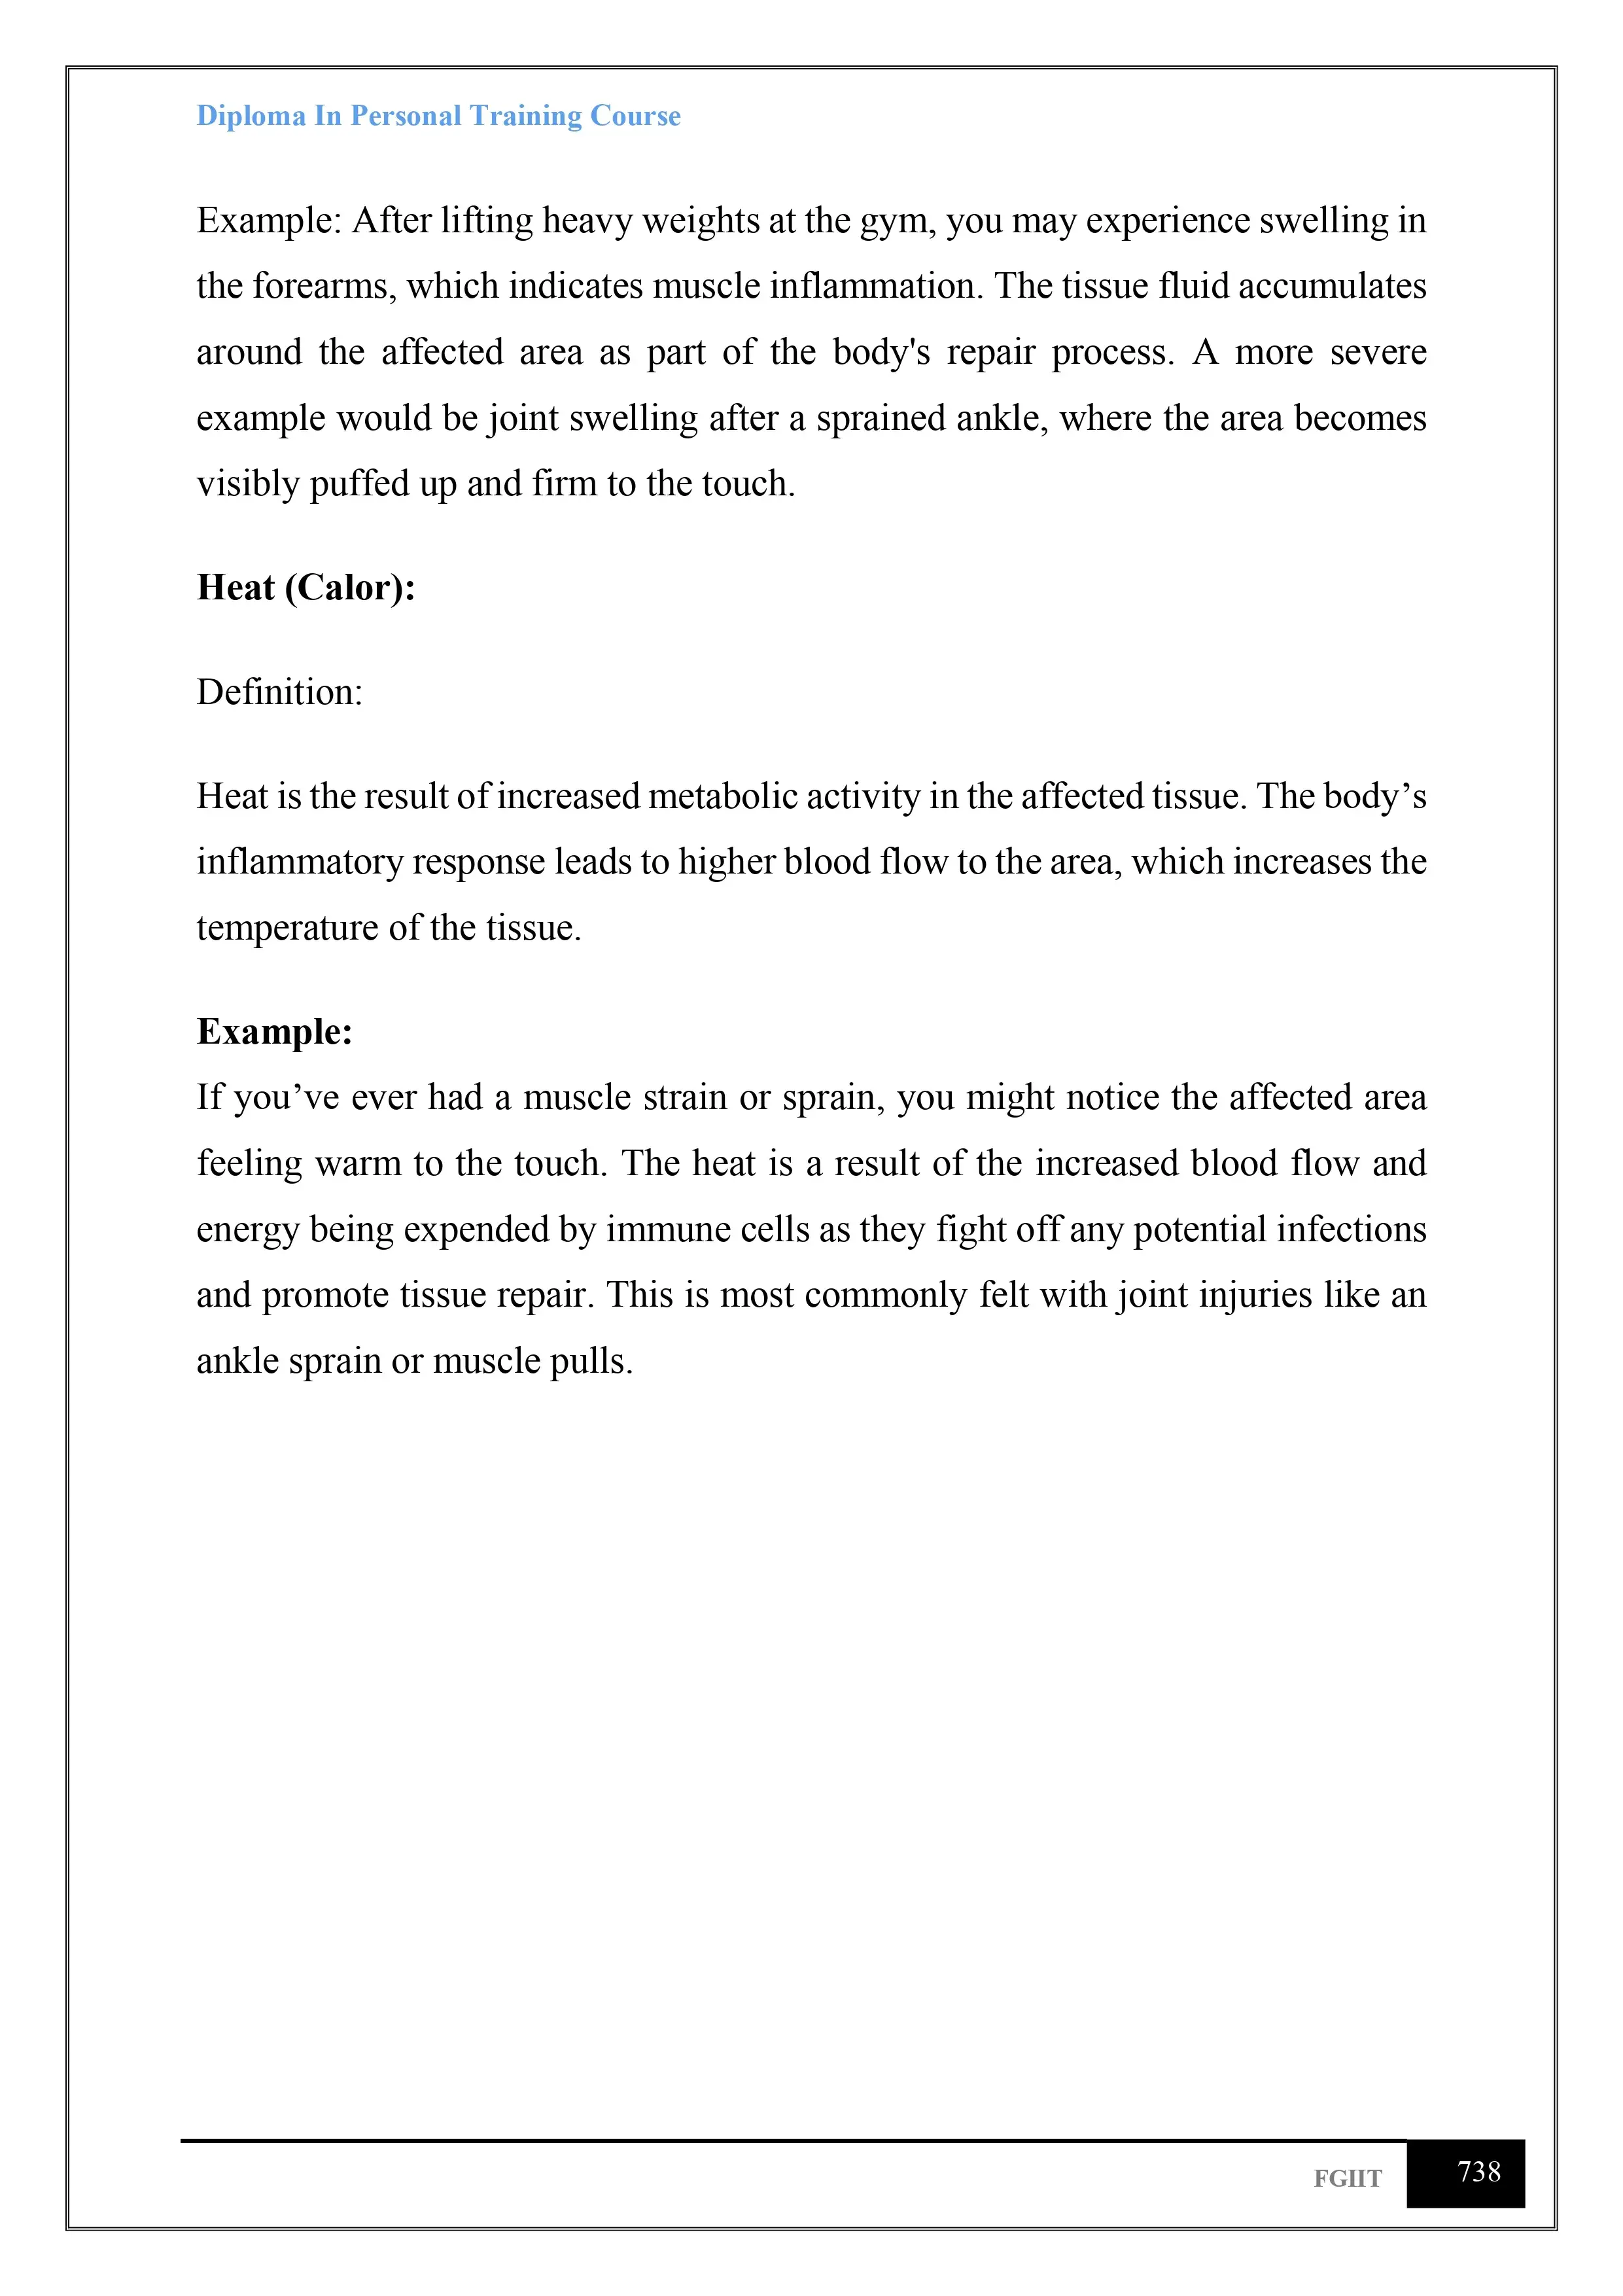 Diploma In Personal Training Course
Example: After lifting heavy weights at the gym, you may experience swelling in
the forearms, which indicates muscle inflammation. The tissue fluid accumulates
around the affected area as part of the body's repair process. A more severe
example would be joint swelling after a sprained ankle, where the area becomes
visibly puffed up and firm to the touch.
Heat (Calor):
Definition:
Heat is the result of increased metabolic activity in the affected tissue. The body’s
inflammatory response leads to higher blood flow to the area, which increases the
temperature of the tissue.
Example:
If you’ve ever had a muscle strain or sprain, you might notice the affected area
feeling warm to the touch. The heat is a result of the increased blood flow and
energy being expended by immune cells as they fight off any potential infections
and promote tissue repair. This is most commonly felt with joint injuries like an
ankle sprain or muscle pulls.
FGIIT 738